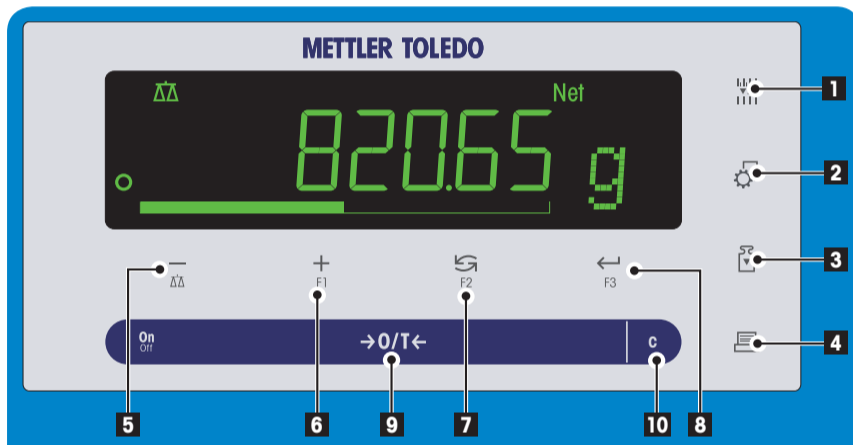 METTLER TOLEDO
Net
820.65 g
1
2
3
4
F1
F2
F3
On
Off
→0/T←
C
5
6
9
7
10
8